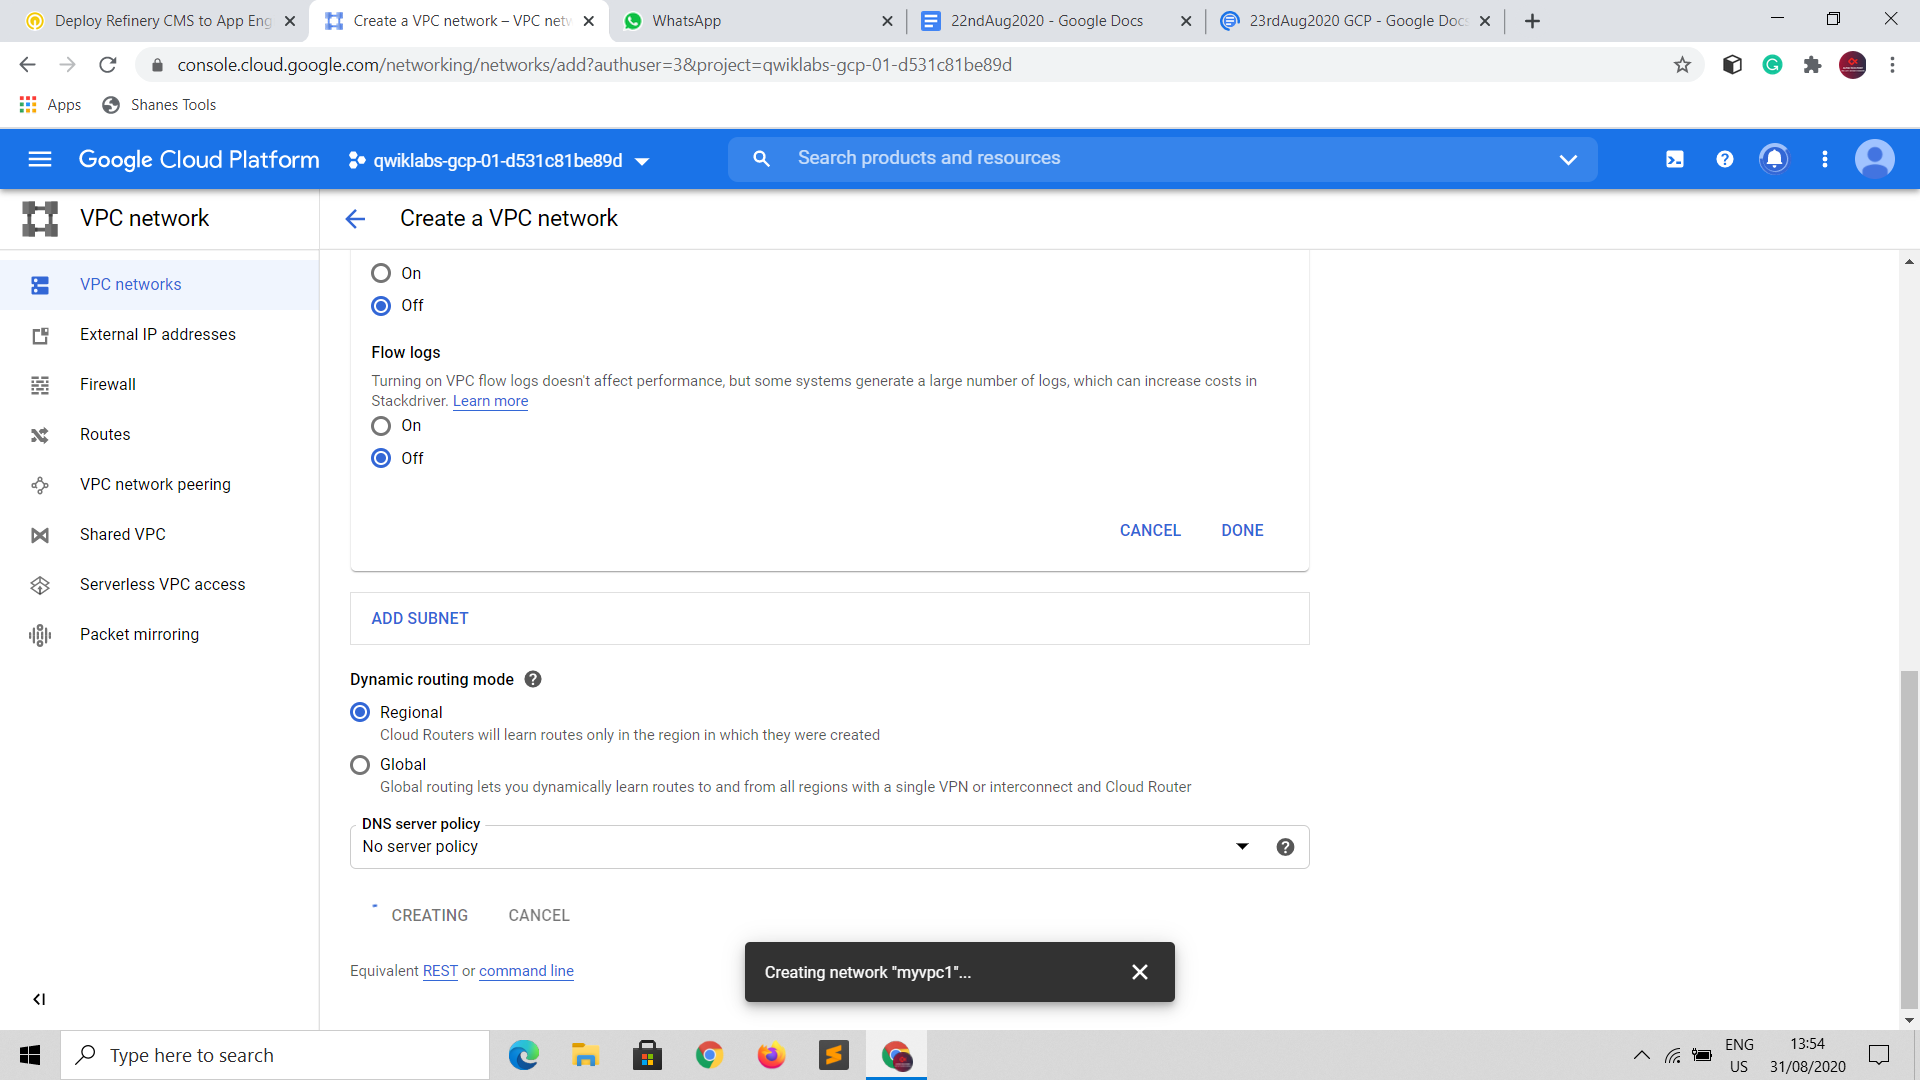 Deploy Refinery CMS to App Eng
Create a VPC network – VPC netw
WhatsApp
22ndAug2020 - Google Docs
23rdAug2020 GCP - Google Docs
console.cloud.google.com/networking/networks/add?authuser=3&project=qwiklabs-gcp-01-d531c81be89d
Apps
Shanes Tools
Google Cloud Platform
qwiklabs-gcp-01-d531c81be89d
Search products and resources
VPC network
Create a VPC network
VPC networks
External IP addresses
Firewall
Routes
VPC network peering
Shared VPC
Serverless VPC access
Packet mirroring
On
Off
Flow logs
Turning on VPC flow logs doesn't affect performance, but some systems generate a large number of logs, which can increase costs in
Stackdriver. Learn more
On
Off
CANCEL
DONE
ADD SUBNET
Dynamic routing mode
Regional
Cloud Routers will learn routes only in the region in which they were created
Global
Global routing lets you dynamically learn routes to and from all regions with a single VPN or interconnect and Cloud Router
DNS server policy
No server policy
CREATING
CANCEL
Equivalent REST or command line
Creating network "myvpc1"...
Type here to search
ENG
US
13:54
31/08/2020